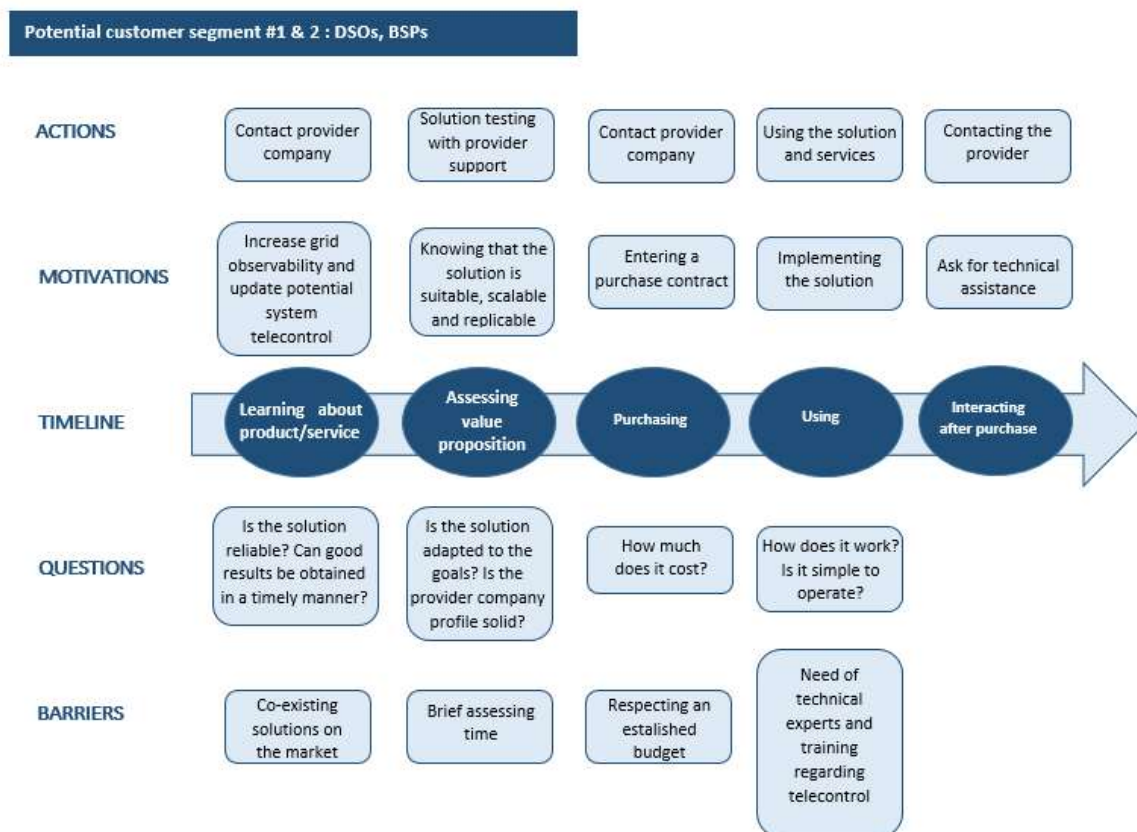 Potential customer segment #1 & 2 : DSOs, BSPs
ACTIONS
Contact provider
company
Solution testing
with provider
support
Contact provider
company
Using the solution
and services
Contacting the
provider
MOTIVATIONS
Increase grid
observability and
update potential
system
telecontrol
Knowing that the
solution is
suitable, scalable
and replicable
Entering a
purchase contract
Implementing
the solution
Ask for technical
assistance
TIMELINE
Learning about
product/service
Assessing
value
proposition
Purchasing
Using
Interacting
after purchase
QUESTIONS
Is the solution
reliable? Can good
results be obtained
in a timely manner?
Is the solution
adapted to the
goals? Is the
provider company
profile solid?
How much
does it cost?
How does it work?
Is it simple to
operate?
BARRIERS
Co-existing
solutions on
the market
Brief assessing
time
Respecting an
estalished
budget
Need of
technical
experts and
training
regarding
telecontrol